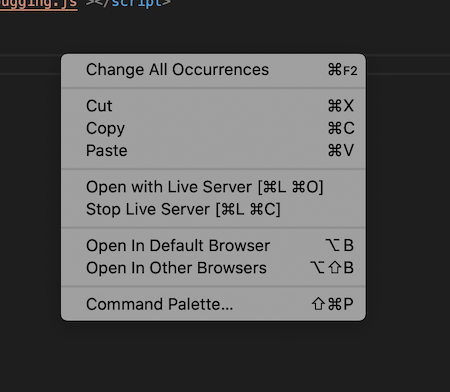 ugging.js"></script>
Change All Occurrences ⌘F2
Cut ⌘X
Copy ⌘C
Paste ⌘V
Open with Live Server [⌘L ⌘O]
Stop Live Server [⌘L ⌘C]
Open In Default Browser ⌥B
Open In Other Browsers ⌥⇧B
Command Palette... ⇧⌘P